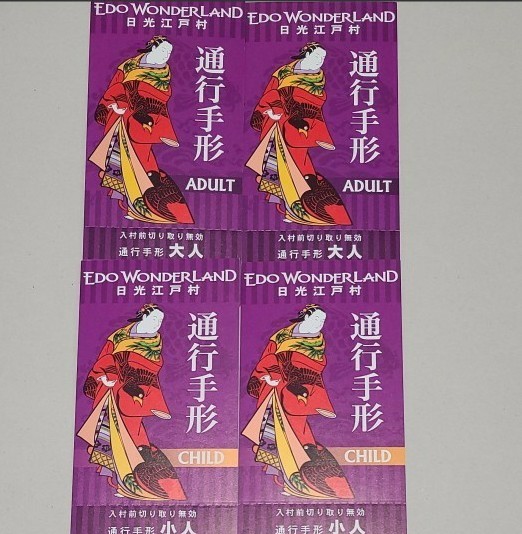 EDO WONDERLAND
日光江戸村
通行手形
ADULT
入村前切り取り無効
通行手形 大人
EDO WONDERLAND
日光江戸村
通行手形
ADULT
入村前切り取り無効
通行手形 大人
EDO WONDERLAND
日光江戸村
通行手形
CHILD
入村前切り取り無効
通行手形 小人
EDO WONDERLAND
日光江戸村
通行手形
CHILD
入村前切り取り無効
通行手形 小人